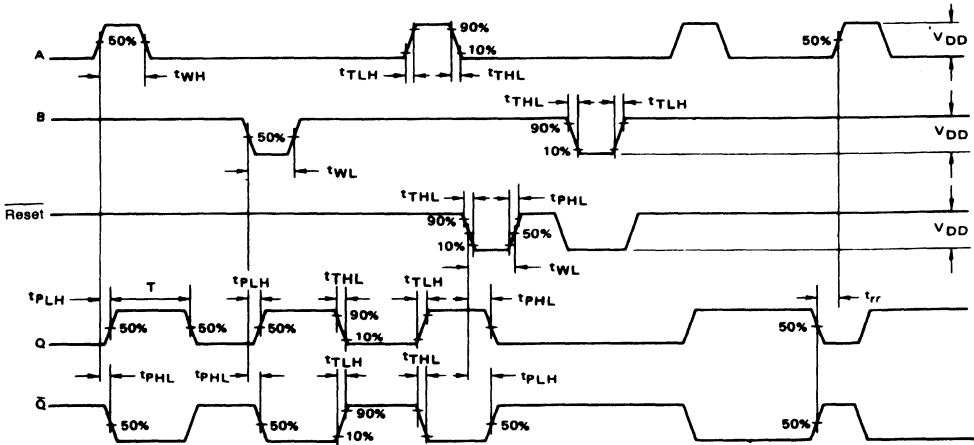 A 50% tWH 90% 10% tTLH tTHL 50% VDD
B 50% tWL tTHL tTLH 90% 10% VDD
Reset tTHL tPHL 90% 10% 50% tWL VDD
tPLH T tPLH tTHL tTLH tPHL trr
Q 50% 50% 50% 90% 10% 50% 50%
tPHL tPHL tTLH tTHL tPLH
Q̄ 50% 50% 90% 10% 50% 50%